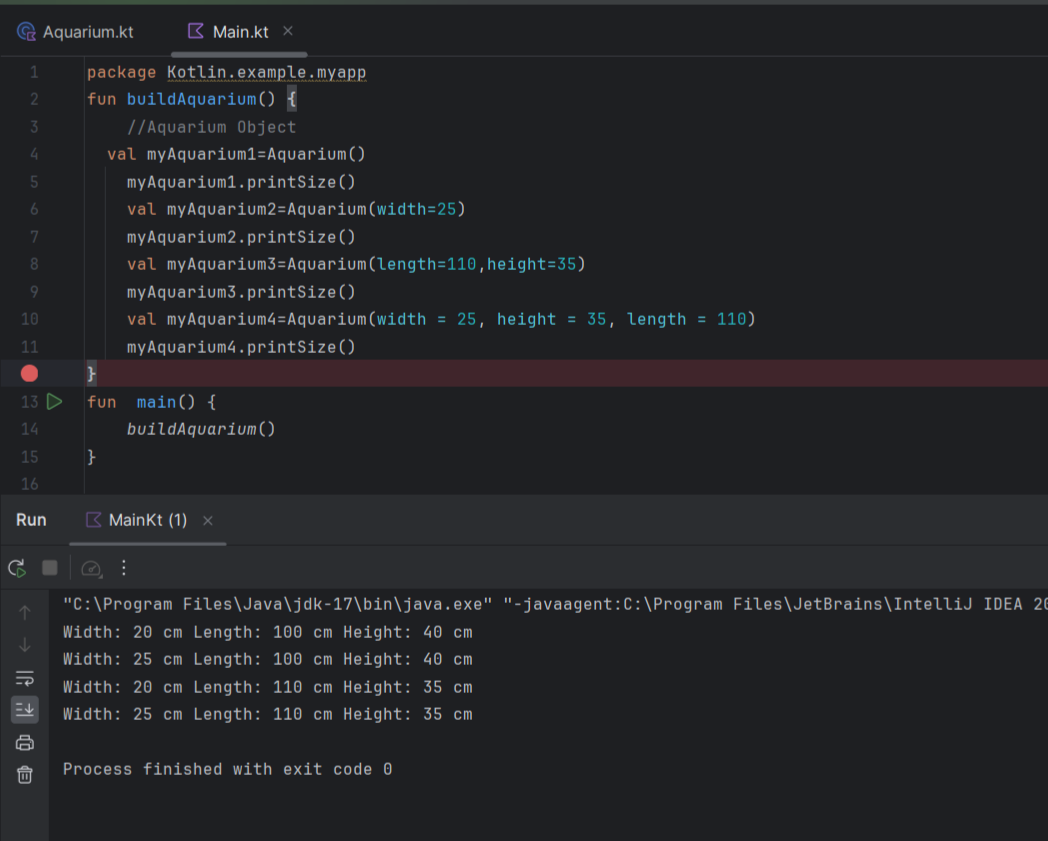 Aquarium.kt Main.kt
1 package Kotlin.example.myapp
2 fun buildAquarium() {
3 //Aquarium Object
4 val myAquarium1=Aquarium()
5 myAquarium1.printSize()
6 val myAquarium2=Aquarium(width=25)
7 myAquarium2.printSize()
8 val myAquarium3=Aquarium(length=110,height=35)
9 myAquarium3.printSize()
10 val myAquarium4=Aquarium(width = 25, height = 35, length = 110)
11 myAquarium4.printSize()
}
13 fun  main() {
14 buildAquarium()
15 }
16
Run MainKt (1)
"C:\Program Files\Java\jdk-17\bin\java.exe" "-javaagent:C:\Program Files\JetBrains\IntelliJ IDEA 20
Width: 20 cm Length: 100 cm Height: 40 cm
Width: 25 cm Length: 100 cm Height: 40 cm
Width: 20 cm Length: 110 cm Height: 35 cm
Width: 25 cm Length: 110 cm Height: 35 cm
Process finished with exit code 0